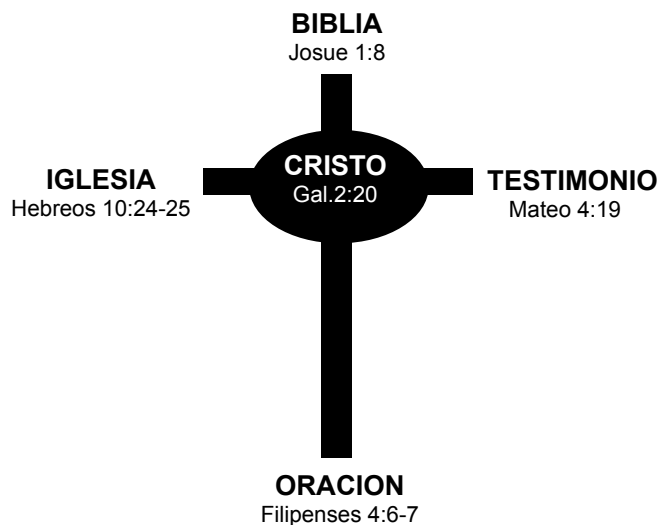 BIBLIA
Josue 1:8
IGLESIA
Hebreos 10:24-25
CRISTO
Gal.2:20
TESTIMONIO
Mateo 4:19
ORACION
Filipenses 4:6-7